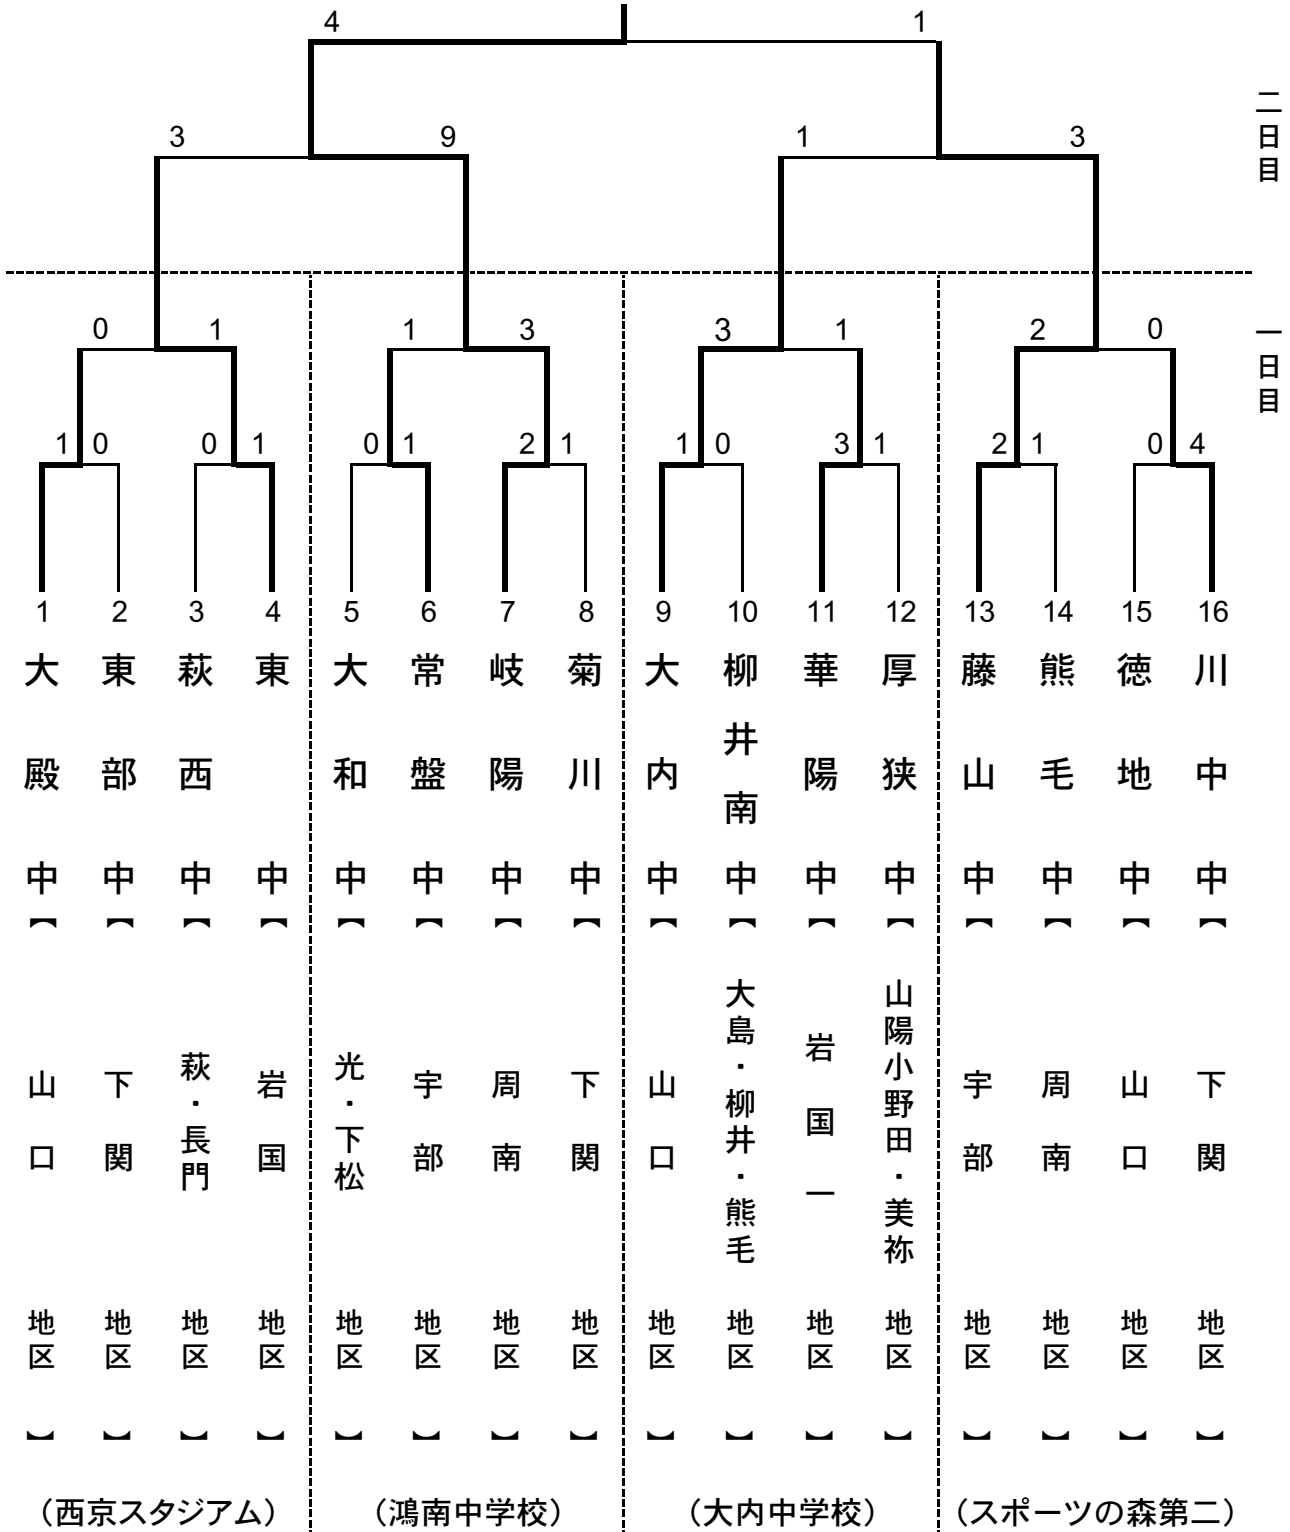 4 1
3 9 1 3
二日目
0 1 1 3 3 1 2 0
一日目
1 0 0 1 0 1 2 1 1 0 3 1 2 1 0 4
1 2 3 4 5 6 7 8 9 10 11 12 13 14 15 16
大殿中【山口地区】
東部中【下関地区】
萩西中【萩・長門地区】
東中【岩国地区】
大和中【光・下松地区】
常盤中【宇部地区】
岐陽中【周南地区】
菊川中【下関地区】
大内中【山口地区】
柳井南中【大島・柳井・熊毛地区】
華陽中【岩国一地区】
厚狭中【山陽小野田・美祢地区】
藤山中【宇部地区】
熊毛中【周南地区】
徳地中【山口地区】
川中中【下関地区】
（西京スタジアム） （鴻南中学校） （大内中学校） （スポーツの森第二）